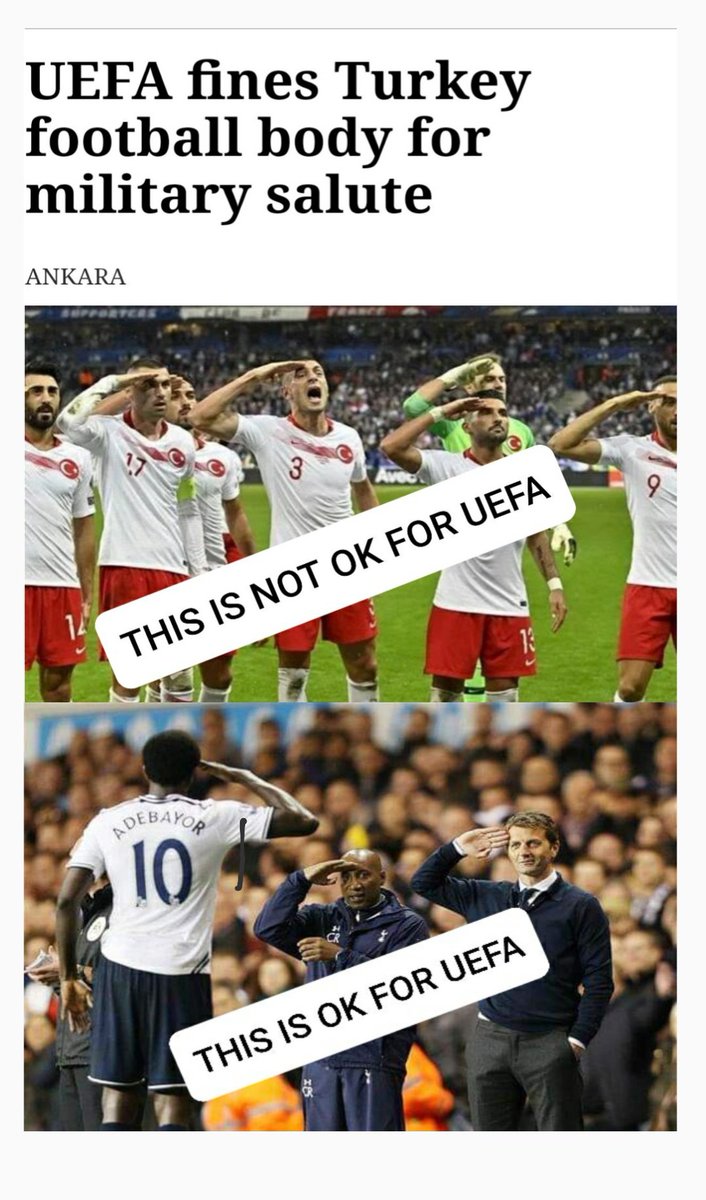 UEFA fines Turkey
football body for
military salute
ANKARA
SUPPORTERS
FRANCE
17
3
9
14
13
THIS IS NOT OK FOR UEFA
ADEBAYOR
10
THIS IS OK FOR UEFA